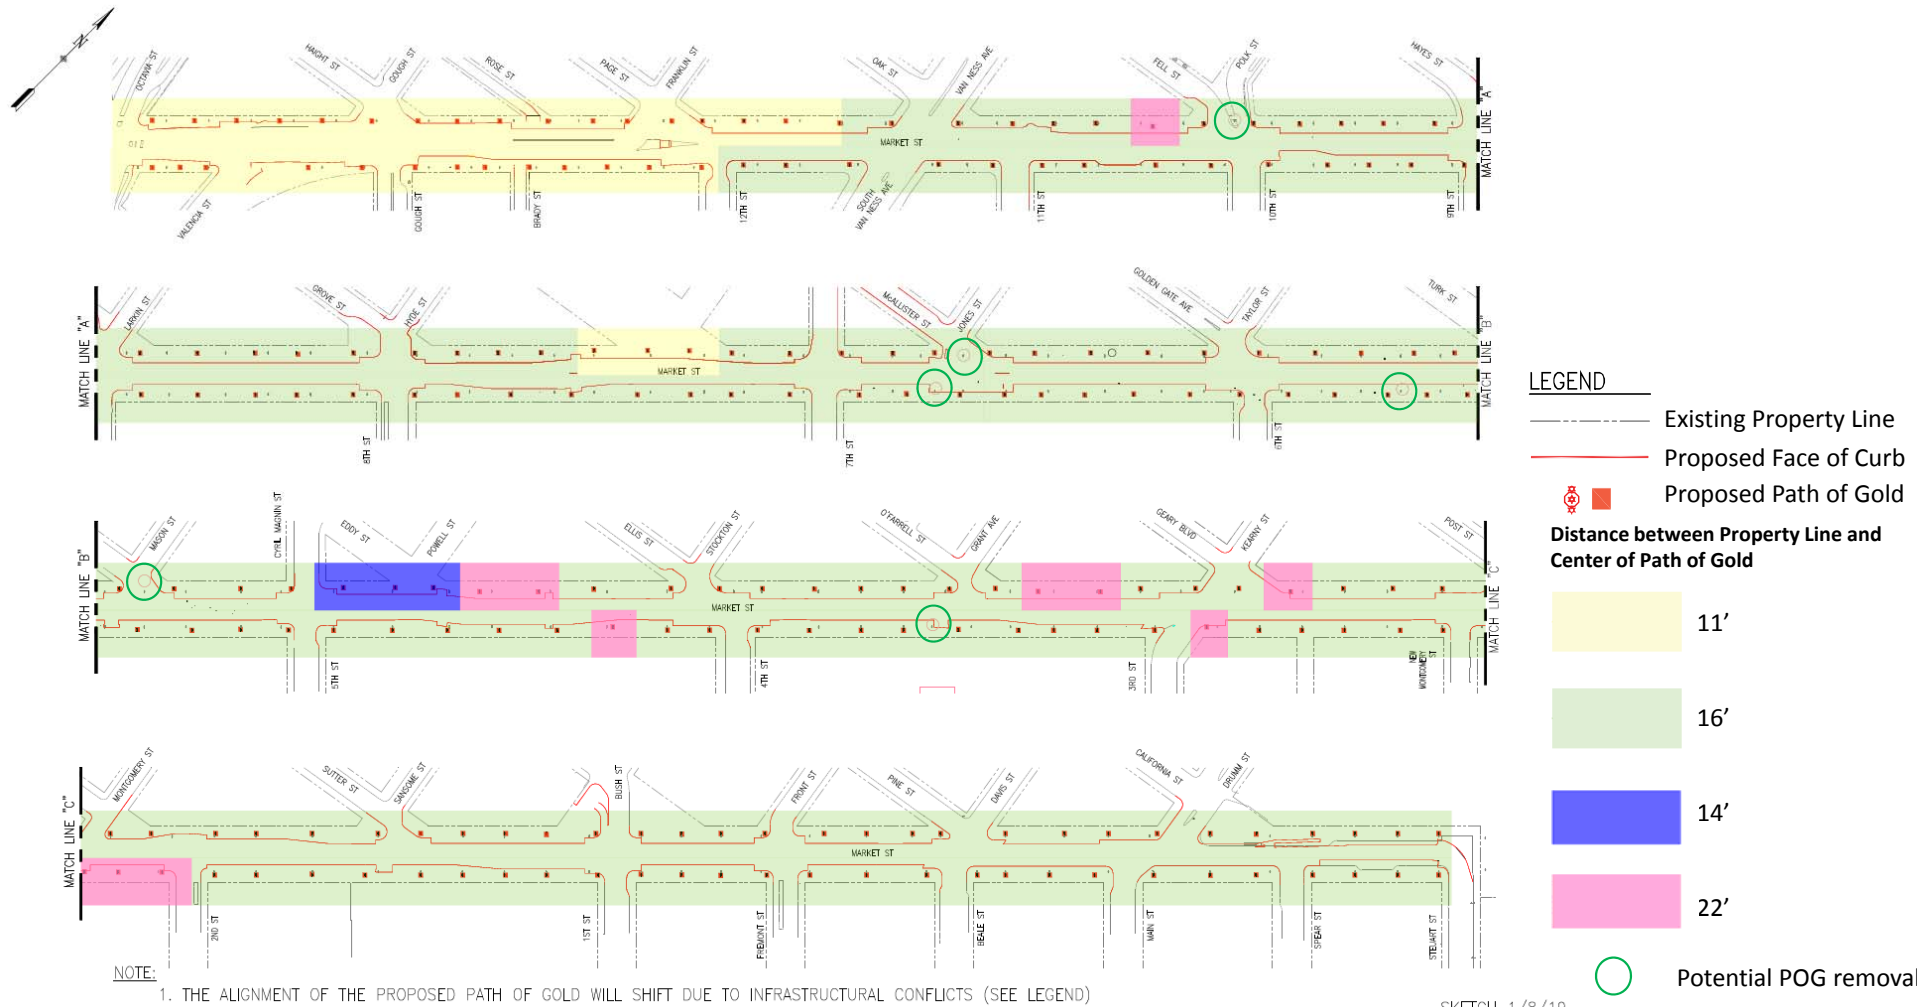 N
OCTAVIA ST
HAIGHT ST
GOUGH ST
ROSE ST
PAGE ST
FRANKLIN ST
OAK ST
VAN NESS AVE
FELL ST
POLK ST
HAYES ST
MATCH LINE "A"
MARKET ST
VALENCIA ST
GOUGH ST
BRADY ST
12TH ST
SOUTH
VAN NESS AVE
11TH ST
10TH ST
9TH ST
MATCH LINE "A"
LARKIN ST
GROVE ST
HYDE ST
McALLISTER ST
JONES ST
GOLDEN GATE AVE
TAYLOR ST
TURK ST
MATCH LINE "B"
MARKET ST
8TH ST
7TH ST
6TH ST
MATCH LINE "B"
MASON ST
CYRIL MAGNIN ST
EDDY ST
POWELL ST
ELLIS ST
STOCKTON ST
O'FARRELL ST
GRANT AVE
GEARY BLVD
KEARNY ST
POST ST
MATCH LINE "C"
MARKET ST
5TH ST
4TH ST
3RD ST
NEW
MONTGOMERY ST
MATCH LINE "C"
MONTGOMERY ST
SUTTER ST
SANSOME ST
BUSH ST
FRONT ST
PINE ST
DAVIS ST
CALIFORNIA ST
DRUMM ST
MARKET ST
2ND ST
1ST ST
FREMONT ST
BEALE ST
MAIN ST
SPEAR ST
STEUART ST
NOTE:
1. THE ALIGNMENT OF THE PROPOSED PATH OF GOLD WILL SHIFT DUE TO INFRASTRUCTURAL CONFLICTS (SEE LEGEND)
LEGEND
Existing Property Line
Proposed Face of Curb
Proposed Path of Gold
Distance between Property Line and
Center of Path of Gold
11’
16’
14’
22’
Potential POG removal